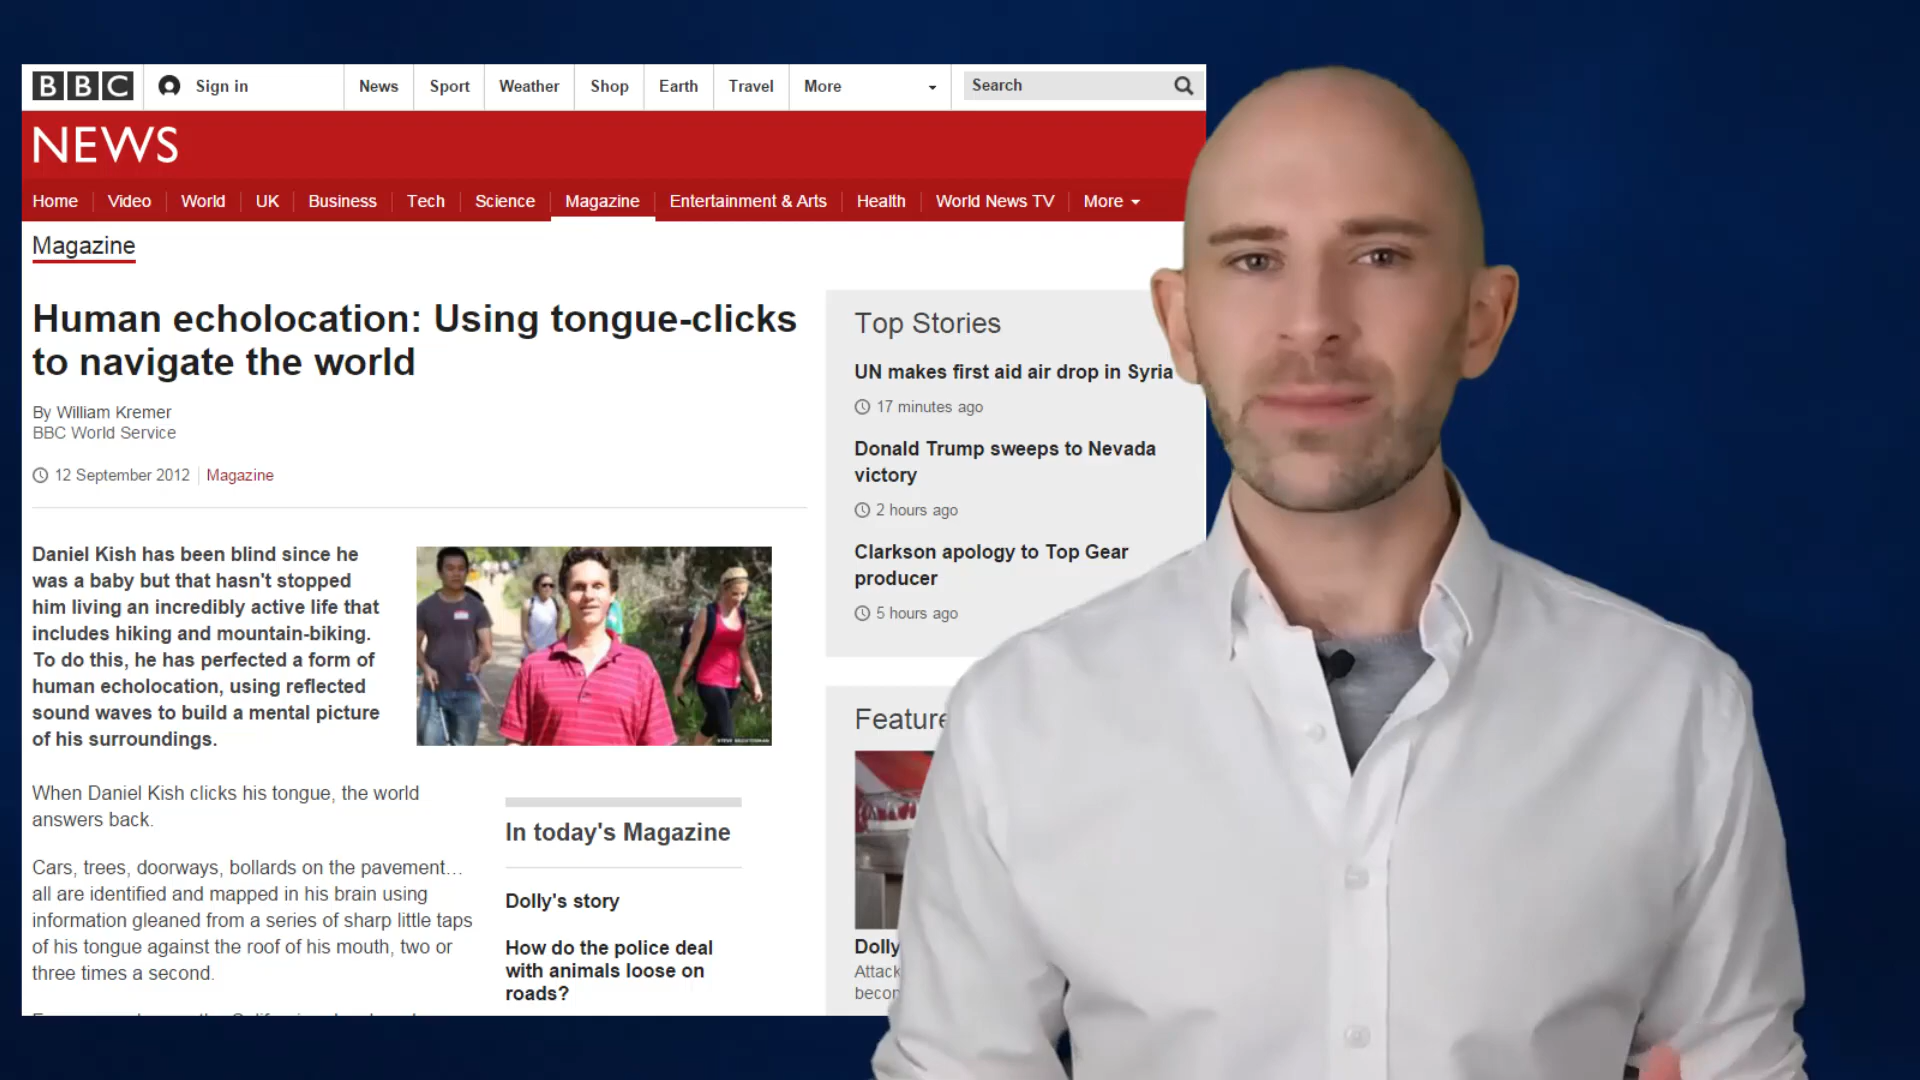 BBC
Sign in
News
Sport
Weather
Shop
Earth
Travel
More
Search
NEWS
Home
Video
World
UK
Business
Tech
Science
Magazine
Entertainment & Arts
Health
World News TV
More
Magazine
Human echolocation: Using tongue-clicks
to navigate the world
By William Kremer
BBC World Service
12 September 2012
Magazine
Daniel Kish has been blind since he
was a baby but that hasn't stopped
him living an incredibly active life that
includes hiking and mountain-biking.
To do this, he has perfected a form of
human echolocation, using reflected
sound waves to build a mental picture
of his surroundings.
When Daniel Kish clicks his tongue, the world
answers back.
Cars, trees, doorways, bollards on the pavement…
all are identified and mapped in his brain using
information gleaned from a series of sharp little taps
of his tongue against the roof of his mouth, two or
three times a second.
In today's Magazine
Dolly's story
How do the police deal
with animals loose on
roads?
Top Stories
UN makes first aid air drop in Syria
17 minutes ago
Donald Trump sweeps to Nevada
victory
2 hours ago
Clarkson apology to Top Gear
producer
5 hours ago
Feature
Dolly
Attack
becor